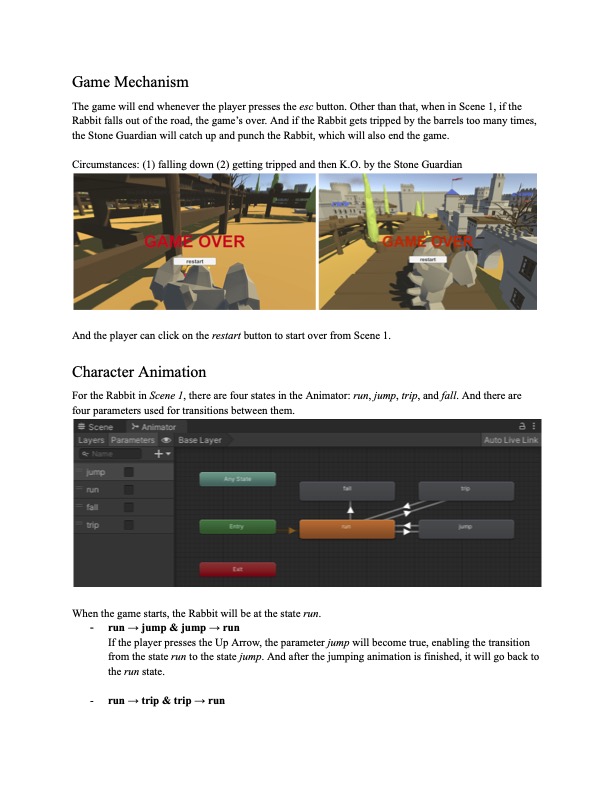 Game Mechanism
The game will end whenever the player presses the esc button. Other than that, when in Scene 1, if the
Rabbit falls out of the road, the game's over. And if the Rabbit gets tripped by the barrels too many times,
the Stone Guardian will catch up and punch the Rabbit, which will also end the game.
Circumstances: (1) falling down (2) getting tripped and then K.O. by the Stone Guardian
GAME OVER
restart
GAME OVER
restart
And the player can click on the restart button to start over from Scene 1.
Character Animation
For the Rabbit in Scene 1, there are four states in the Animator: run, jump, trip, and fall. And there are
four parameters used for transitions between them.
Scene Animator
Layers Parameters Base Layer Auto Live Link
Name
jump
run
fall
trip
Any State
fall
trip
Entry
run
jump
Exit
When the game starts, the Rabbit will be at the state run.
- run → jump & jump → run
If the player presses the Up Arrow, the parameter jump will become true, enabling the transition
from the state run to the state jump. And after the jumping animation is finished, it will go back to
the run state.
- run → trip & trip → run